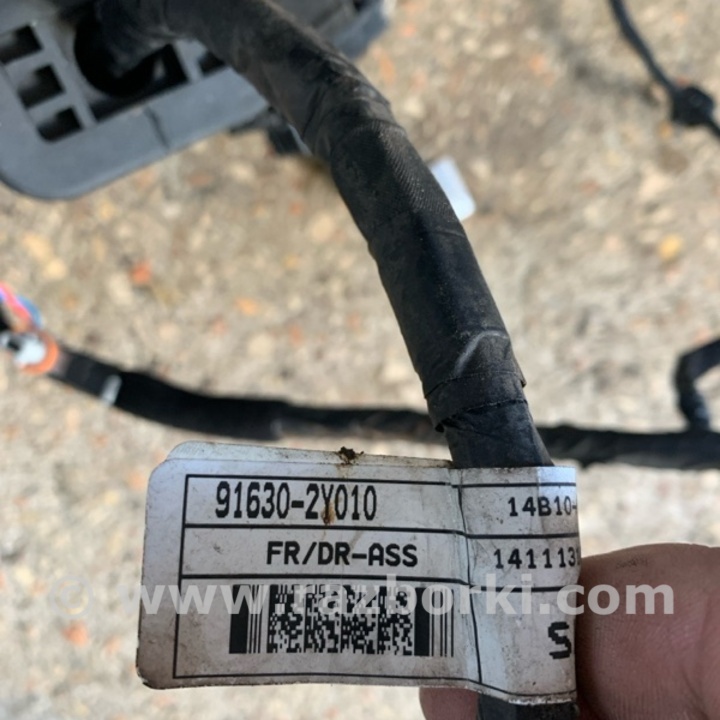 91630-2Y010
14B10-
FR/DR-ASS
141113
© www.razborki.com
S